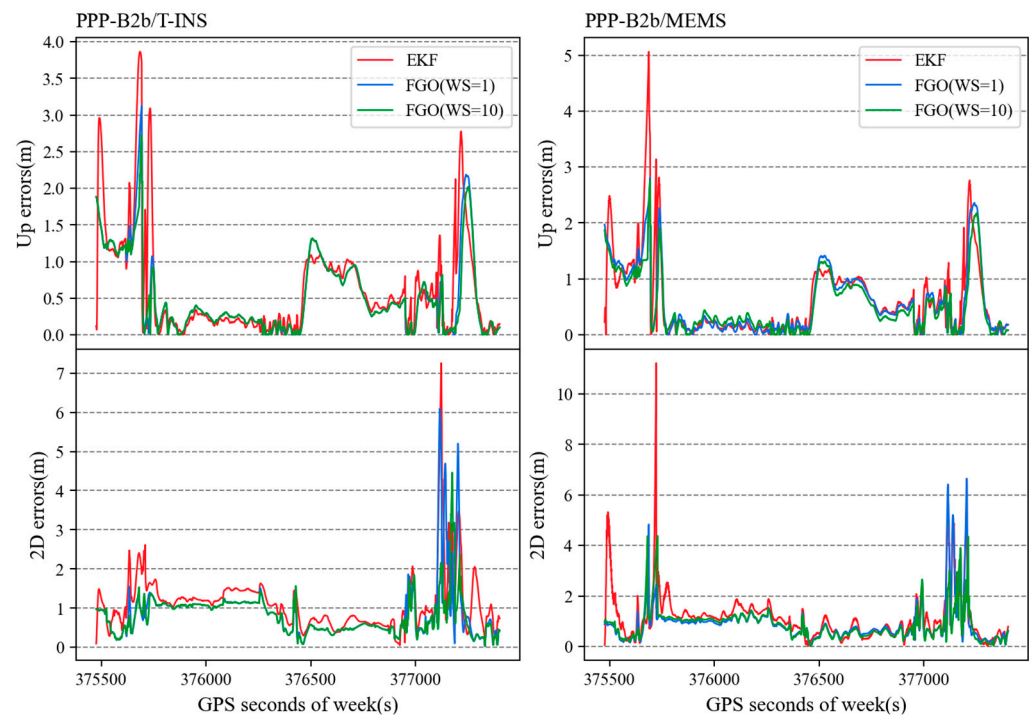 PPP-B2b/T-INS
Up errors(m)
4.0
3.5
3.0
2.5
2.0
1.5
1.0
0.5
0.0
EKF
FGO(WS=1)
FGO(WS=10)
2D errors(m)
7
6
5
4
3
2
1
0
375500 376000 376500 377000
GPS seconds of week(s)
PPP-B2b/MEMS
Up errors(m)
5
4
3
2
1
0
EKF
FGO(WS=1)
FGO(WS=10)
2D errors(m)
10
8
6
4
2
0
375500 376000 376500 377000
GPS seconds of week(s)